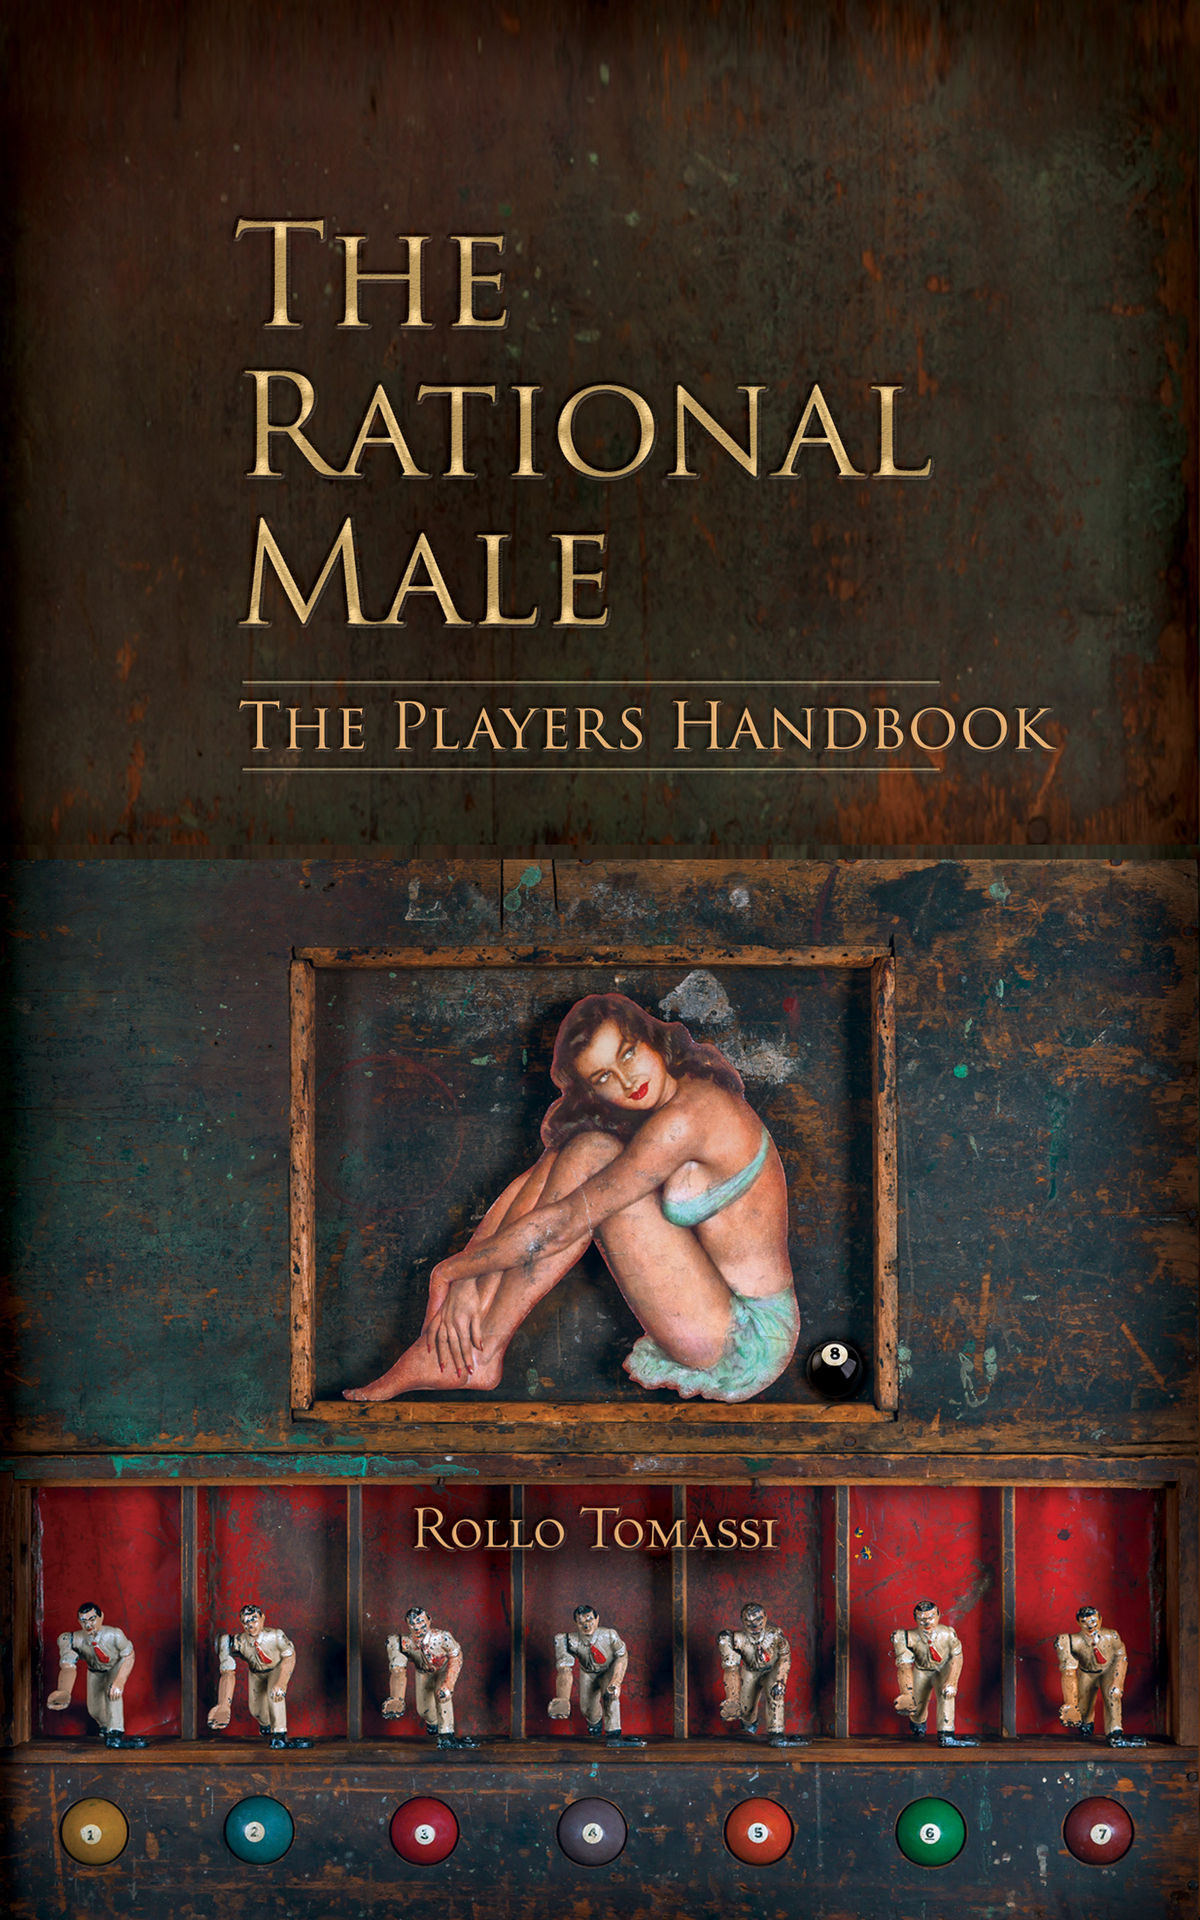 The
Rational
Male
The Players Handbook
8
Rollo Tomassi
1 2 3 4 5 6 7